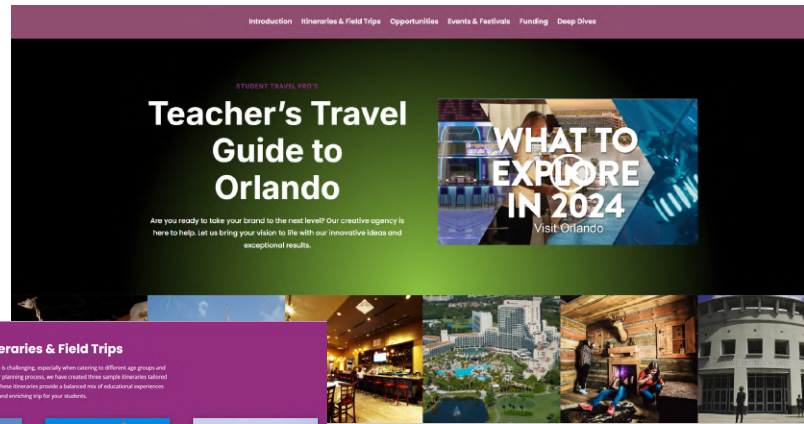 Introduction Itineraries & Field Trips Opportunities Events & Festivals Funding Deep Dives
STUDENT TRAVEL PRO'S
Teacher's Travel
Guide to
Orlando
Are you ready to take your brand to the next level? Our creative agency is
here to help. Let us bring your vision to life with our innovative ideas and
exceptional results.
WHAT TO
EXPLORE
IN 2024
Visit Orlando
eraries & Field Trips
is challenging, especially when catering to different age groups and
planning process, we have created three sample itineraries tailored
hese itineraries provide a balanced mix of educational experiences
and enriching trip for your students.